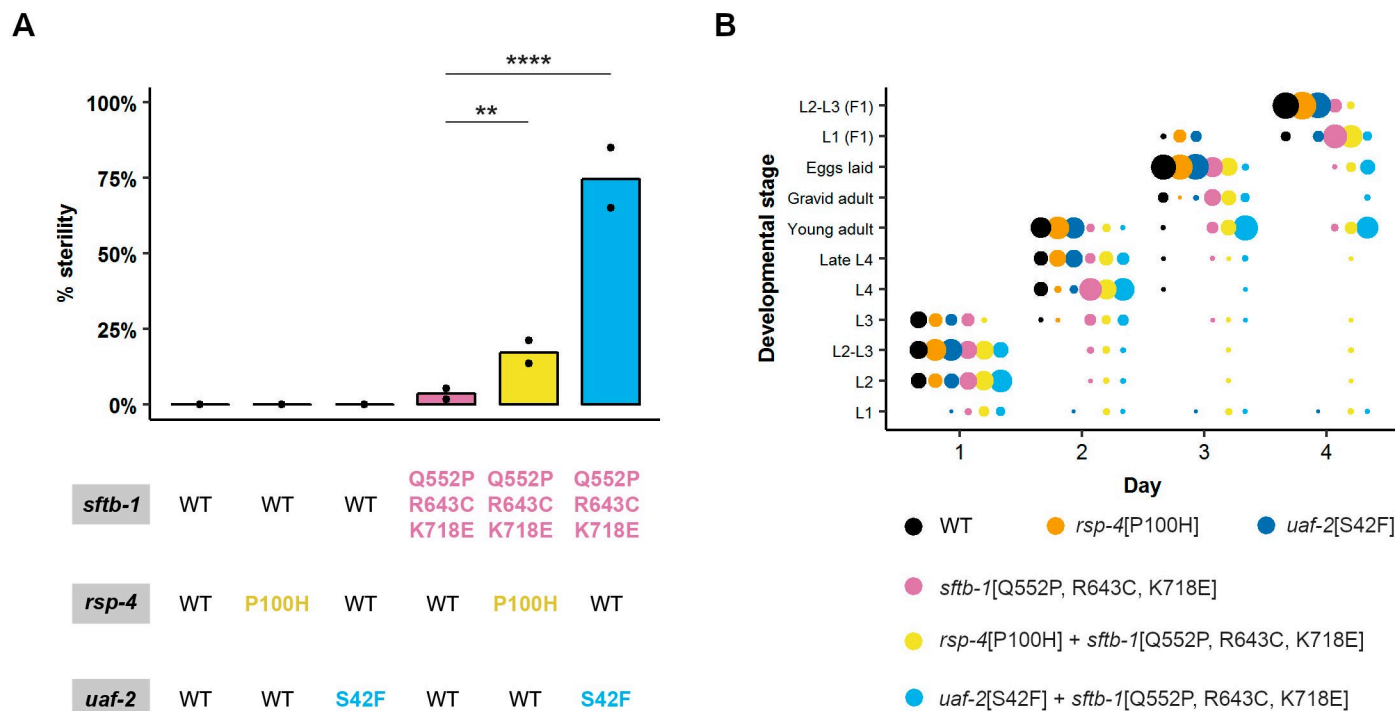 A
B
% sterility
100%
75%
50%
25%
0%
****
**
sftb-1
WT
WT
WT
Q552P
R643C
K718E
Q552P
R643C
K718E
Q552P
R643C
K718E
rsp-4
WT
P100H
WT
WT
P100H
WT
uaf-2
WT
WT
S42F
WT
WT
S42F
Developmental stage
L2-L3 (F1)
L1 (F1)
Eggs laid
Gravid adult
Young adult
Late L4
L4
L3
L2-L3
L2
L1
1 2 3 4
Day
WT rsp-4[P100H] uaf-2[S42F]
sftb-1[Q552P, R643C, K718E]
rsp-4[P100H] + sftb-1[Q552P, R643C, K718E]
uaf-2[S42F] + sftb-1[Q552P, R643C, K718E]